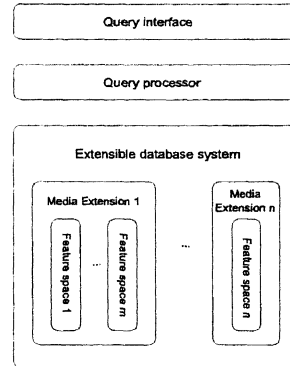 Query interface
Query processor
Extensible database system
Media Extension 1
Feature space 1
...
Feature space m
...
Media
Extension n
Feature space n